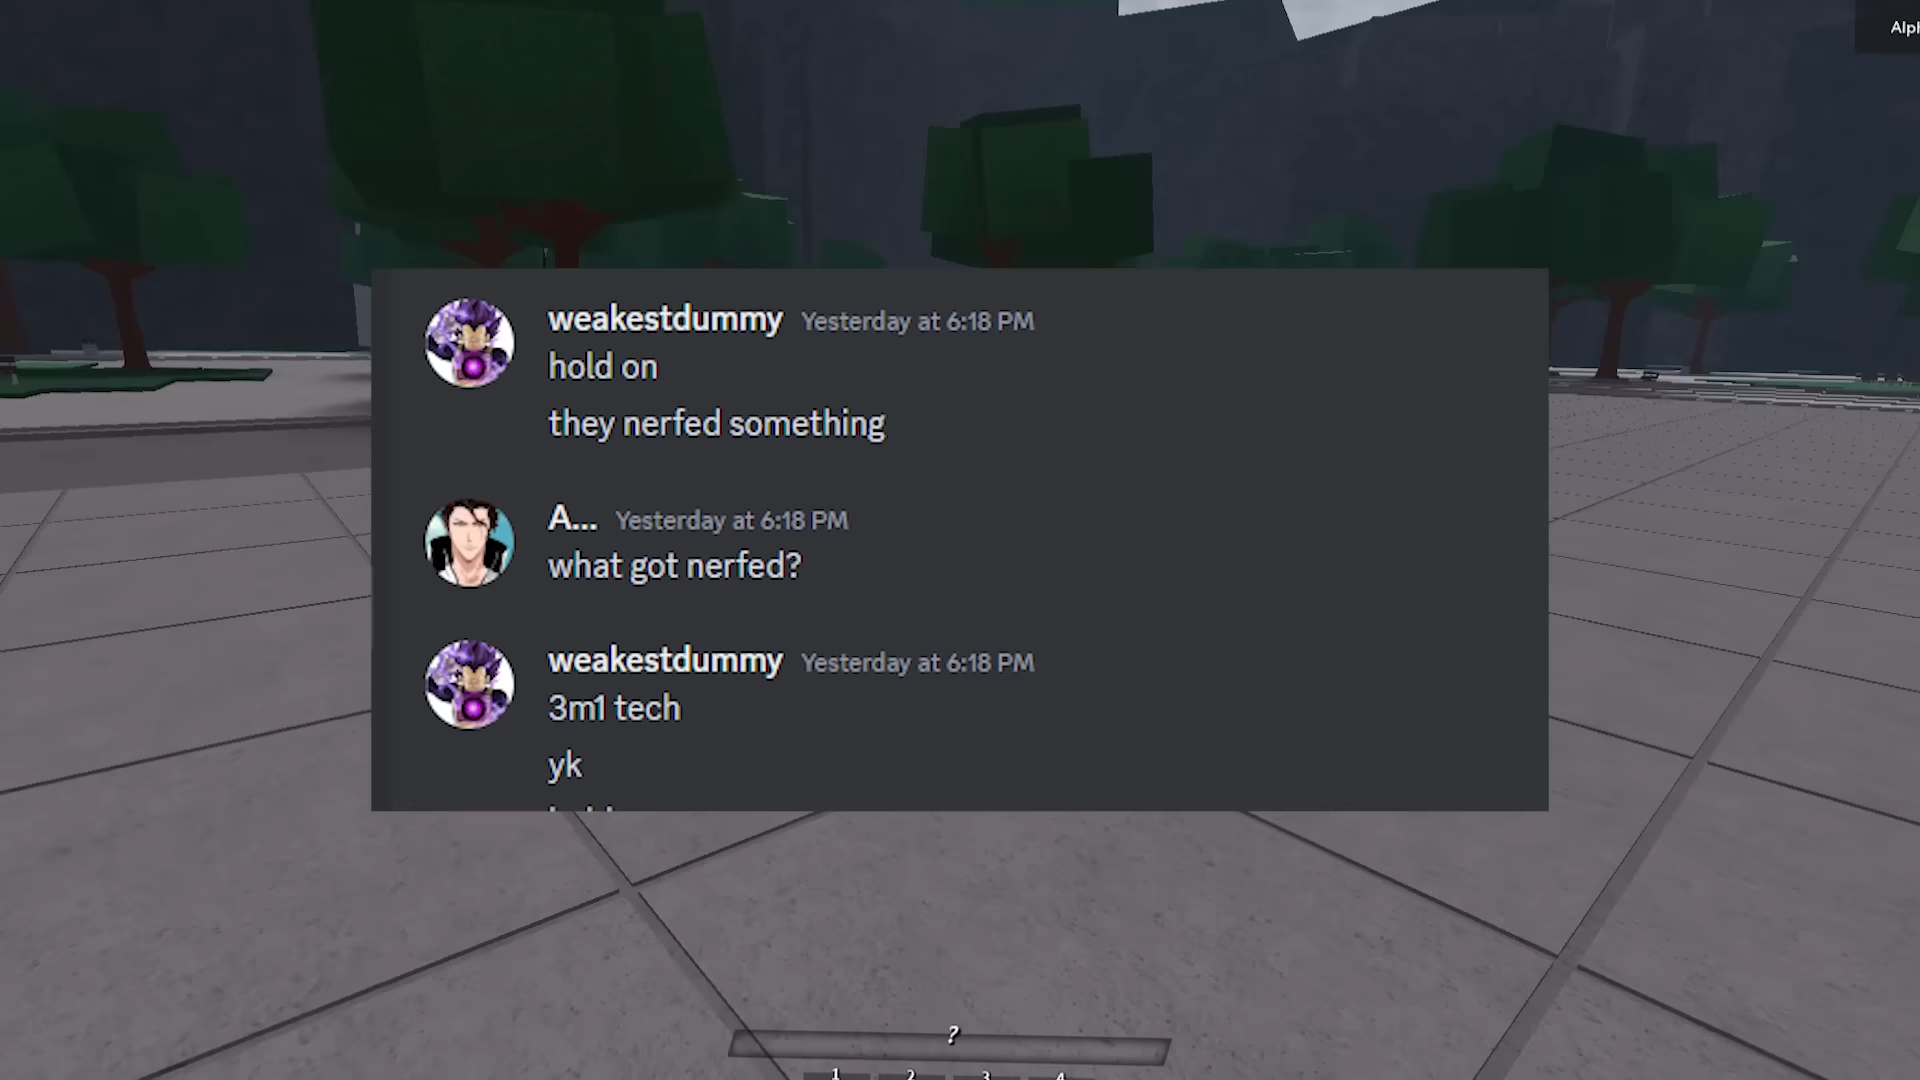 Alph
weakestdummy Yesterday at 6:18 PM
hold on
they nerfed something
A... Yesterday at 6:18 PM
what got nerfed?
weakestdummy Yesterday at 6:18 PM
3m1 tech
yk
?
1 2 3 4